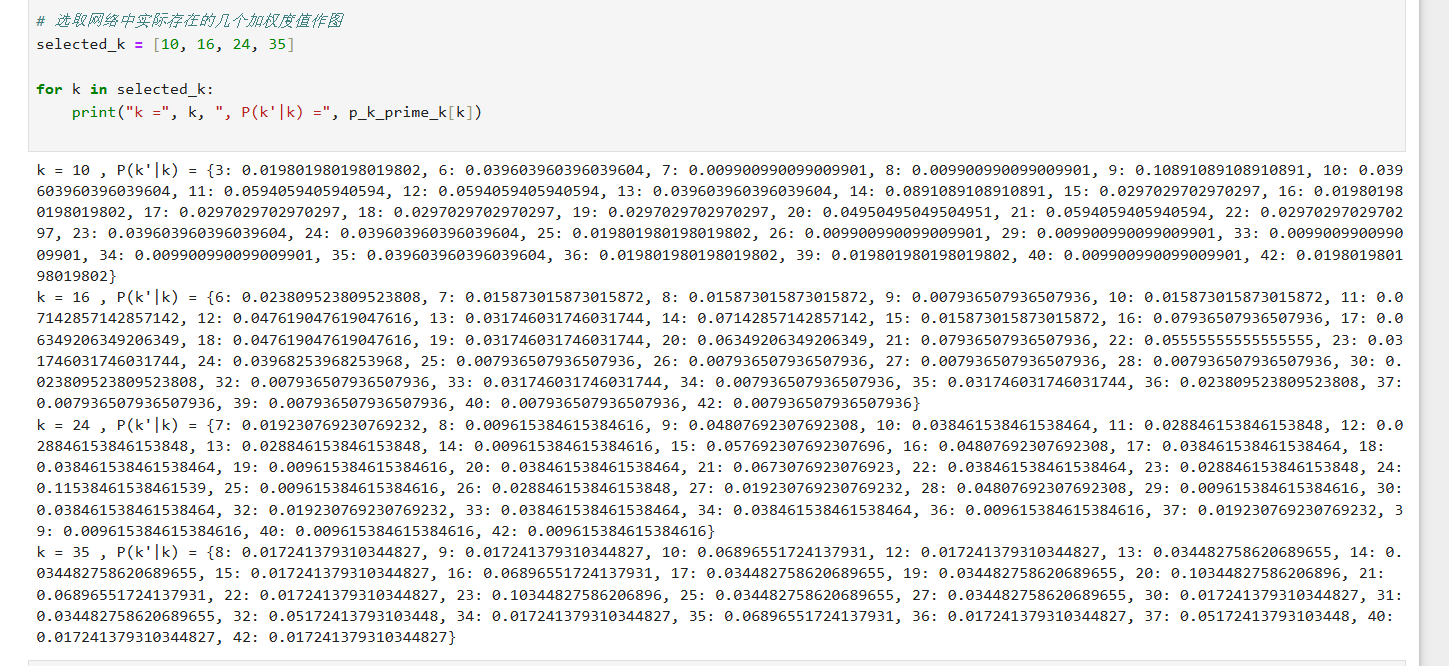 # 选取网络中实际存在的几个加权度值作图
selected_k = [10, 16, 24, 35]
for k in selected_k:
    print("k =", k, ", P(k'|k) =", p_k_prime_k[k])
k = 10 , P(k'|k) = {3: 0.019801980198019802, 6: 0.039603960396039604, 7: 0.009900990099009901, 8: 0.009900990099009901, 9: 0.10891089108910891, 10: 0.039
603960396039604, 11: 0.0594059405940594, 12: 0.0594059405940594, 13: 0.039603960396039604, 14: 0.0891089108910891, 15: 0.0297029702970297, 16: 0.01980198
0198019802, 17: 0.0297029702970297, 18: 0.0297029702970297, 19: 0.0297029702970297, 20: 0.04950495049504951, 21: 0.0594059405940594, 22: 0.02970297029702
97, 23: 0.039603960396039604, 24: 0.039603960396039604, 25: 0.019801980198019802, 26: 0.009900990099009901, 29: 0.009900990099009901, 33: 0.0099009900990
09901, 34: 0.009900990099009901, 35: 0.039603960396039604, 36: 0.019801980198019802, 39: 0.019801980198019802, 40: 0.009900990099009901, 42: 0.0198019801
98019802}
k = 16 , P(k'|k) = {6: 0.023809523809523808, 7: 0.015873015873015872, 8: 0.015873015873015872, 9: 0.007936507936507936, 10: 0.015873015873015872, 11: 0.0
7142857142857142, 12: 0.047619047619047616, 13: 0.031746031746031744, 14: 0.07142857142857142, 15: 0.015873015873015872, 16: 0.07936507936507936, 17: 0.0
6349206349206349, 18: 0.047619047619047616, 19: 0.031746031746031744, 20: 0.06349206349206349, 21: 0.07936507936507936, 22: 0.05555555555555555, 23: 0.03
1746031746031744, 24: 0.03968253968253968, 25: 0.007936507936507936, 26: 0.007936507936507936, 27: 0.007936507936507936, 28: 0.007936507936507936, 30: 0.
023809523809523808, 32: 0.007936507936507936, 33: 0.031746031746031744, 34: 0.007936507936507936, 35: 0.031746031746031744, 36: 0.023809523809523808, 37:
0.007936507936507936, 39: 0.007936507936507936, 40: 0.007936507936507936, 42: 0.007936507936507936}
k = 24 , P(k'|k) = {7: 0.019230769230769232, 8: 0.009615384615384616, 9: 0.04807692307692308, 10: 0.038461538461538464, 11: 0.028846153846153848, 12: 0.0
28846153846153848, 13: 0.028846153846153848, 14: 0.009615384615384616, 15: 0.057692307692307696, 16: 0.04807692307692308, 17: 0.038461538461538464, 18:
0.038461538461538464, 19: 0.009615384615384616, 20: 0.038461538461538464, 21: 0.0673076923076923, 22: 0.038461538461538464, 23: 0.028846153846153848, 24:
0.11538461538461539, 25: 0.009615384615384616, 26: 0.028846153846153848, 27: 0.019230769230769232, 28: 0.04807692307692308, 29: 0.009615384615384616, 30:
0.038461538461538464, 32: 0.019230769230769232, 33: 0.038461538461538464, 34: 0.038461538461538464, 36: 0.009615384615384616, 37: 0.019230769230769232, 3
9: 0.009615384615384616, 40: 0.009615384615384616, 42: 0.009615384615384616}
k = 35 , P(k'|k) = {8: 0.017241379310344827, 9: 0.017241379310344827, 10: 0.06896551724137931, 12: 0.017241379310344827, 13: 0.034482758620689655, 14: 0.
034482758620689655, 15: 0.017241379310344827, 16: 0.06896551724137931, 17: 0.034482758620689655, 19: 0.034482758620689655, 20: 0.10344827586206896, 21:
0.06896551724137931, 22: 0.017241379310344827, 23: 0.10344827586206896, 25: 0.034482758620689655, 27: 0.034482758620689655, 30: 0.017241379310344827, 31:
0.034482758620689655, 32: 0.05172413793103448, 34: 0.017241379310344827, 35: 0.06896551724137931, 36: 0.017241379310344827, 37: 0.05172413793103448, 40:
0.017241379310344827, 42: 0.017241379310344827}